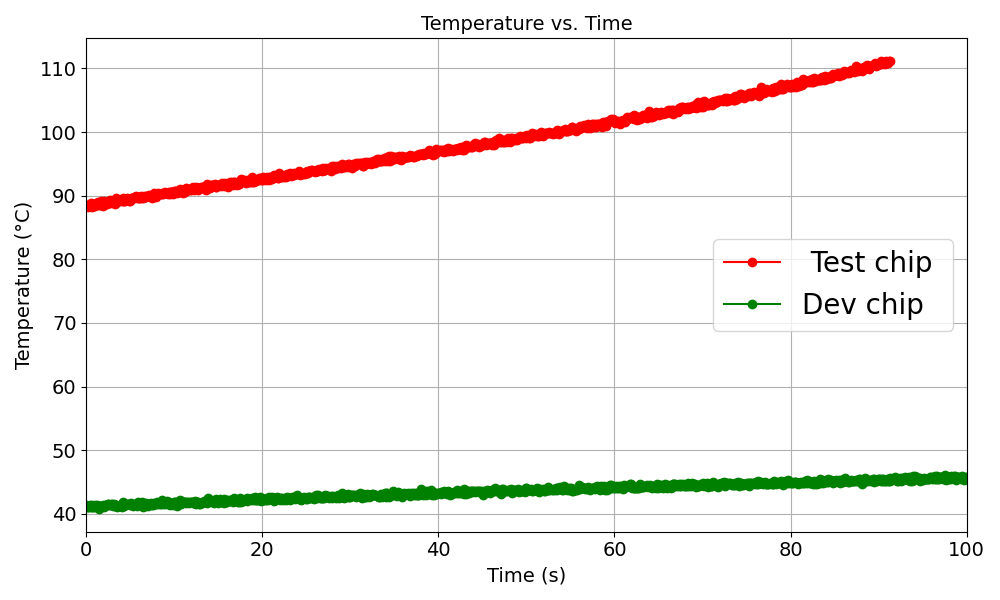 Temperature vs. Time
Temperature (°C)
110
100
90
80
70
60
50
40
Test chip
Dev chip
0 20 40 60 80 100
Time (s)